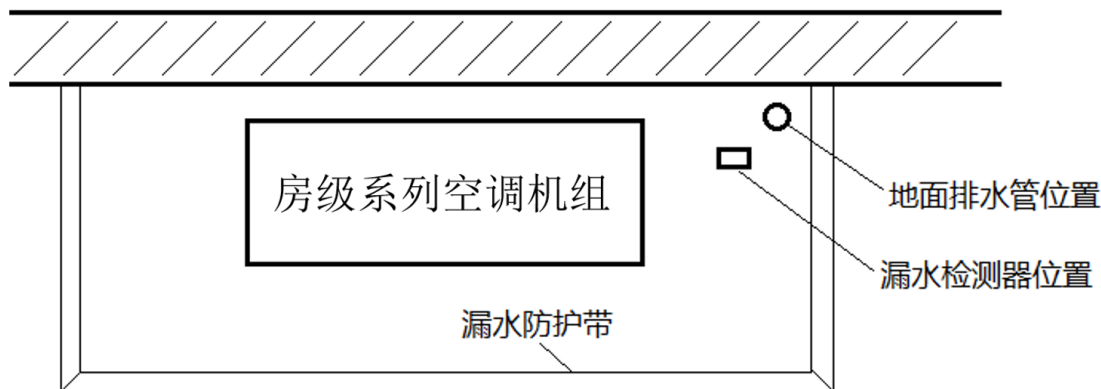 房级系列空调机组
地面排水管位置
漏水检测器位置
漏水防护带